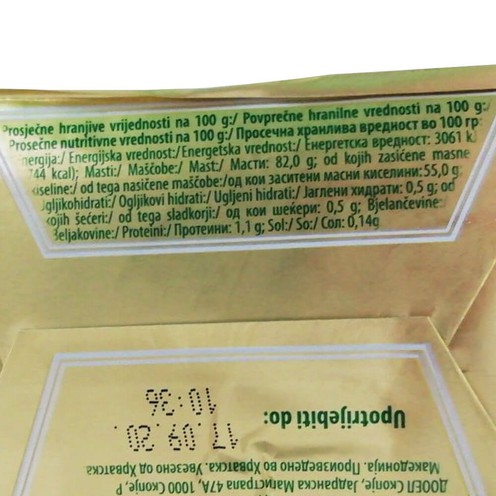 Prosječne hranjive vrijednosti na 100 g:/ Povprečne hranilne vrednosti na 100 g:/
Prosečne nutritivne vrednosti na 100 g:/ Просечна хранлива вредност во 100 гр:
Energija:/ Energijska vrednost:/ Energetska vrednost:/ Енергетска вредност: 3061 kJ
(744 kcal); Masti:/ Maščobe:/ Mast:/ Масти: 82,0 g; od kojih zasićene masne
kiseline:/ od tega nasičene maščobe:/од кои заситени масни киселини: 55,0 g;
Ugljikohidrati:/ Ogljikovi hidrati:/ Ugljeni hidrati:/ Јаглени хидрати: 0,5 g; od
kojih šećeri:/ od tega sladkorji:/ од кои шеќери: 0,5 g; Bjelančevine:/
Beljakovine:/ Proteini:/ Протеини: 1,1 g; Sol:/ So:/ Сол: 0,14g
Upotrijebiti do:
17.09.20.
10:36
Македонија. Произведено во Хрватска. Увезено од Хрватска
ДООЕЛ Скопје, Јадранска Магистрала 47А, 1000 Скопје, Р